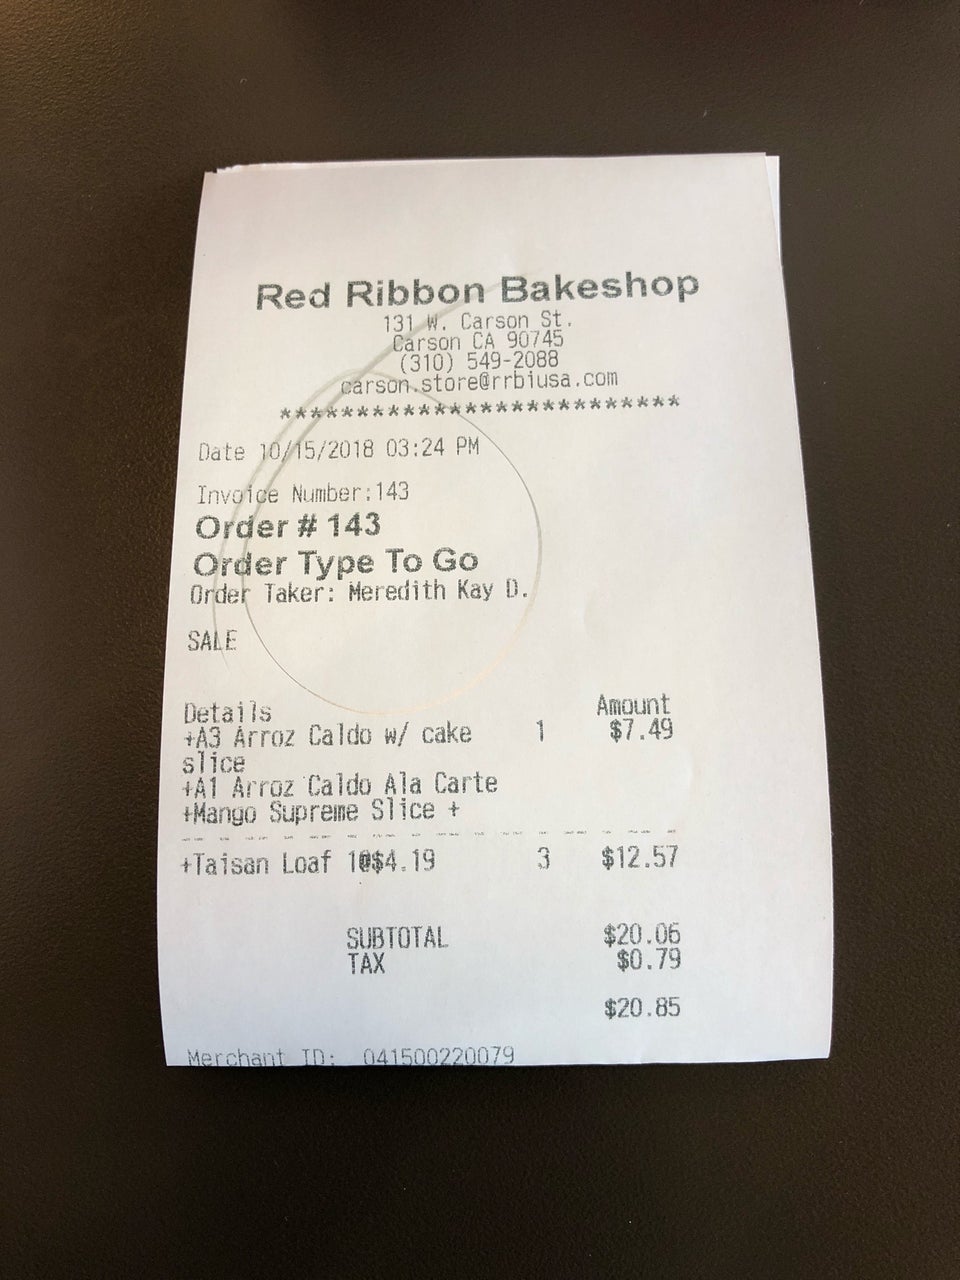 Red Ribbon Bakeshop
131 W. Carson St.
Carson CA 90745
(310) 549-2088
carson.store@rrbiusa.com
**************************
Date 10/15/2018 03:24 PM
Invoice Number:143
Order # 143
Order Type To Go
Order Taker: Meredith Kay D.
SALE
Details Amount
+A3 Arroz Caldo w/ cake 1 $7.49
slice
+A1 Arroz Caldo Ala Carte
+Mango Supreme Slice +
+Taisan Loaf 1@$4.19 3 $12.57
SUBTOTAL $20.06
TAX $0.79
$20.85
Merchant ID: 041500220079